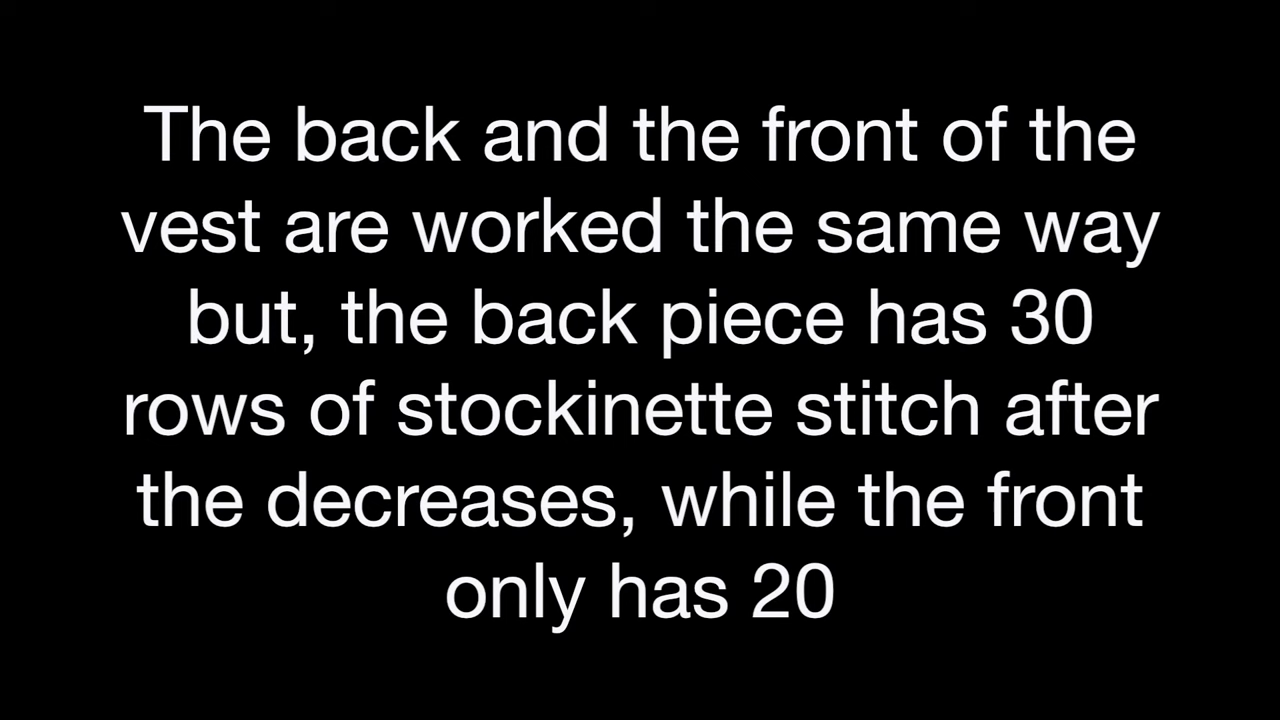 The back and the front of the
vest are worked the same way
but, the back piece has 30
rows of stockinette stitch after
the decreases, while the front
only has 20